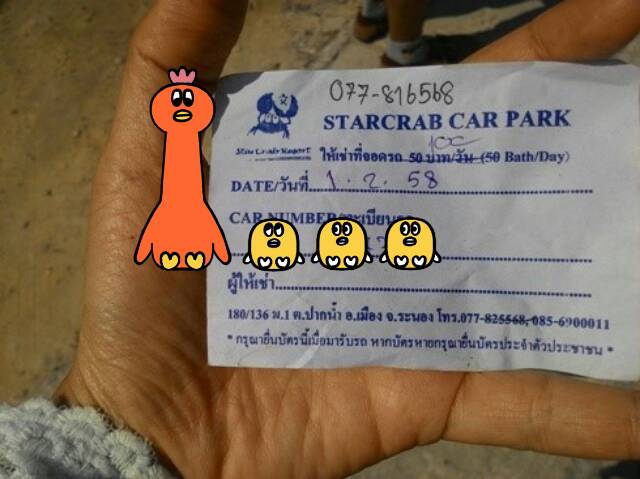 077-816568
STARCRAB CAR PARK
Star Crab Resort
100
ให้เช่าที่จอดรถ 50 บาท/วัน (50 Bath/Day)
DATE/วันที่ 1. 2. 58
CAR NUMBER/ทะเบียนรถ
ผู้ให้เช่า
180/136 ม.1 ต.ปากน้ำ อ.เมือง จ.ระนอง โทร.077-825568, 085-6900011
* กรุณายื่นบัตรนี้เมื่อมารับรถ หากบัตรหายกรุณายื่นบัตรประจำตัวประชาชน *